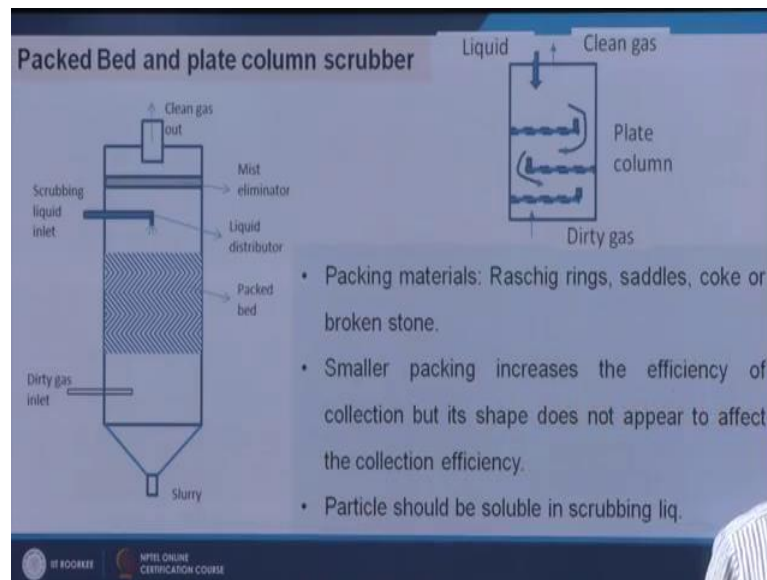 Packed Bed and plate column scrubber
Clean gas
out
Mist
eliminator
Scrubbing
liquid
inlet
Liquid
distributor
Packed
bed
Dirty gas
inlet
Slurry
Liquid
Clean gas
Plate
column
Dirty gas
• Packing materials: Raschig rings, saddles, coke or
broken stone.
• Smaller packing increases the efficiency of
collection but its shape does not appear to affect
the collection efficiency.
• Particle should be soluble in scrubbing liq.
IIT ROORKEE
NPTEL ONLINE
CERTIFICATION COURSE